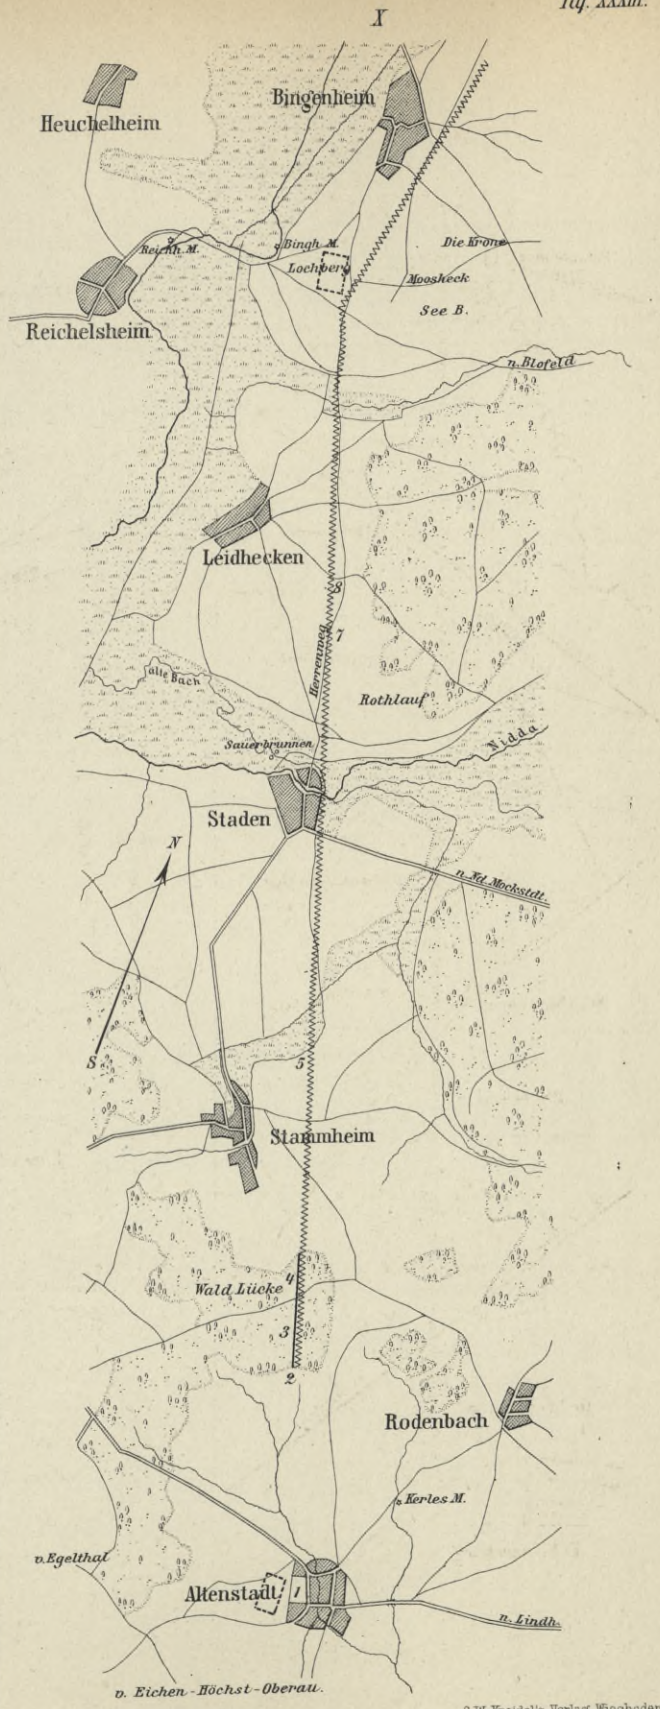 X
Taf. XXXIII.
Heuchelheim
Bingenheim
Reichh. M.
Bingh M.
Die Krone
Lochberg
Moosheck
See B.
Reichelsheim
n. Blofeld
Leidhecken
8
7
Herrenweg
alte Bach
Rothlauf
Nidda
Sauerbrunnen
Staden
N
n. Nd. Mockstdt.
S
5
Stammheim
Wald Lücke
4
3
2
Rodenbach
Kerles M.
v. Egelthal
Altenstadt
1
n. Lindh.
v. Eichen-Höchst-Oberau.